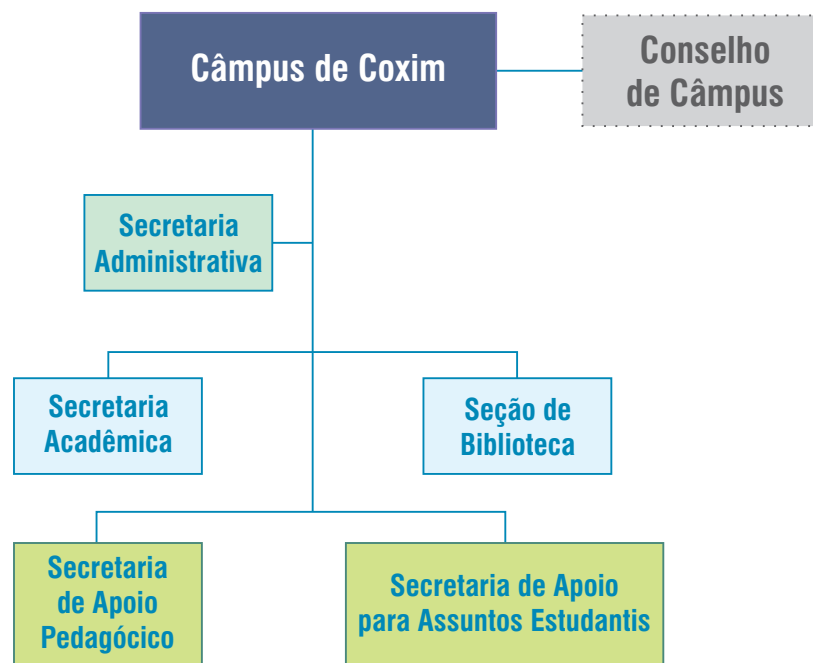 Câmpus de Coxim
Conselho
de Câmpus
Secretaria
Administrativa
Secretaria
Acadêmica
Seção de
Biblioteca
Secretaria
de Apoio
Pedagócico
Secretaria de Apoio
para Assuntos Estudantis